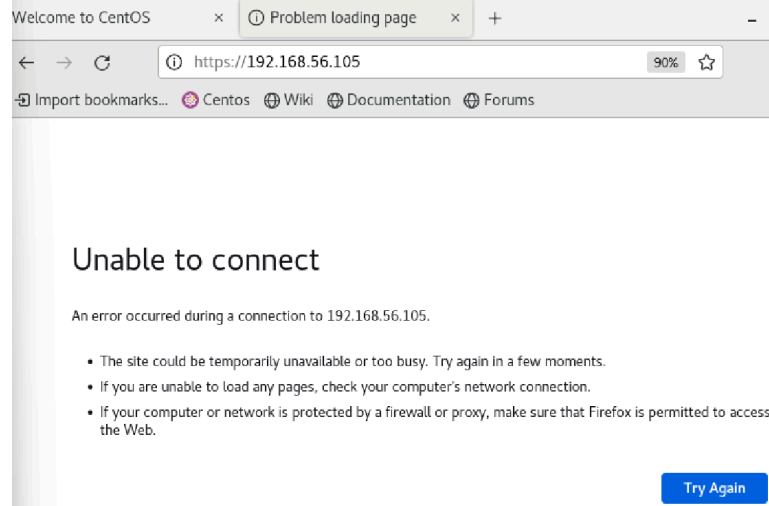 Welcome to CentOS × Problem loading page × +
https://192.168.56.105 90%
Import bookmarks... Centos Wiki Documentation Forums
Unable to connect
An error occurred during a connection to 192.168.56.105.
• The site could be temporarily unavailable or too busy. Try again in a few moments.
• If you are unable to load any pages, check your computer's network connection.
• If your computer or network is protected by a firewall or proxy, make sure that Firefox is permitted to access
the Web.
Try Again